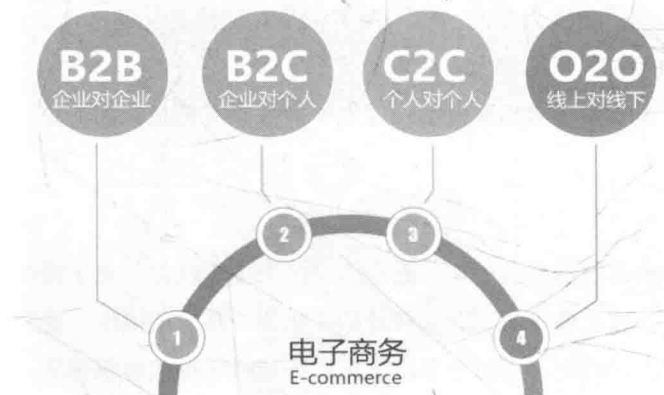 B2B
企业对企业
B2C
企业对个人
C2C
个人对个人
O2O
线上对线下
1
2
3
4
电子商务
E-commerce